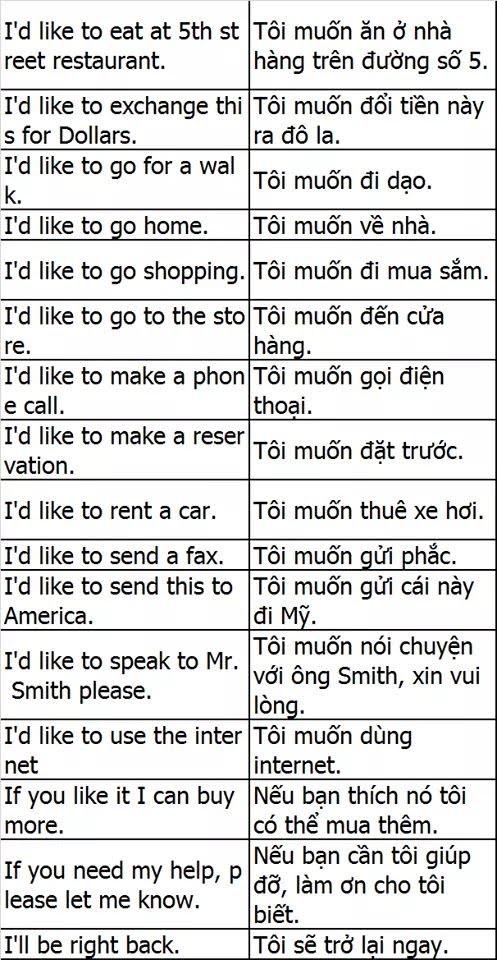 I'd like to eat at 5th st
reet restaurant.
Tôi muốn ăn ở nhà
hàng trên đường số 5.
I'd like to exchange thi
s for Dollars.
Tôi muốn đổi tiền này
ra đô la.
I'd like to go for a wal
k.
Tôi muốn đi dạo.
I'd like to go home.
Tôi muốn về nhà.
I'd like to go shopping.
Tôi muốn đi mua sắm.
I'd like to go to the sto
re.
Tôi muốn đến cửa
hàng.
I'd like to make a phon
e call.
Tôi muốn gọi điện
thoại.
I'd like to make a reser
vation.
Tôi muốn đặt trước.
I'd like to rent a car.
Tôi muốn thuê xe hơi.
I'd like to send a fax.
Tôi muốn gửi phắc.
I'd like to send this to
America.
Tôi muốn gửi cái này
đi Mỹ.
I'd like to speak to Mr.
Smith please.
Tôi muốn nói chuyện
với ông Smith, xin vui
lòng.
I'd like to use the inter
net
Tôi muốn dùng
internet.
If you like it I can buy
more.
Nếu bạn thích nó tôi
có thể mua thêm.
If you need my help, p
lease let me know.
Nếu bạn cần tôi giúp
đỡ, làm ơn cho tôi
biết.
I'll be right back.
Tôi sẽ trở lại ngay.